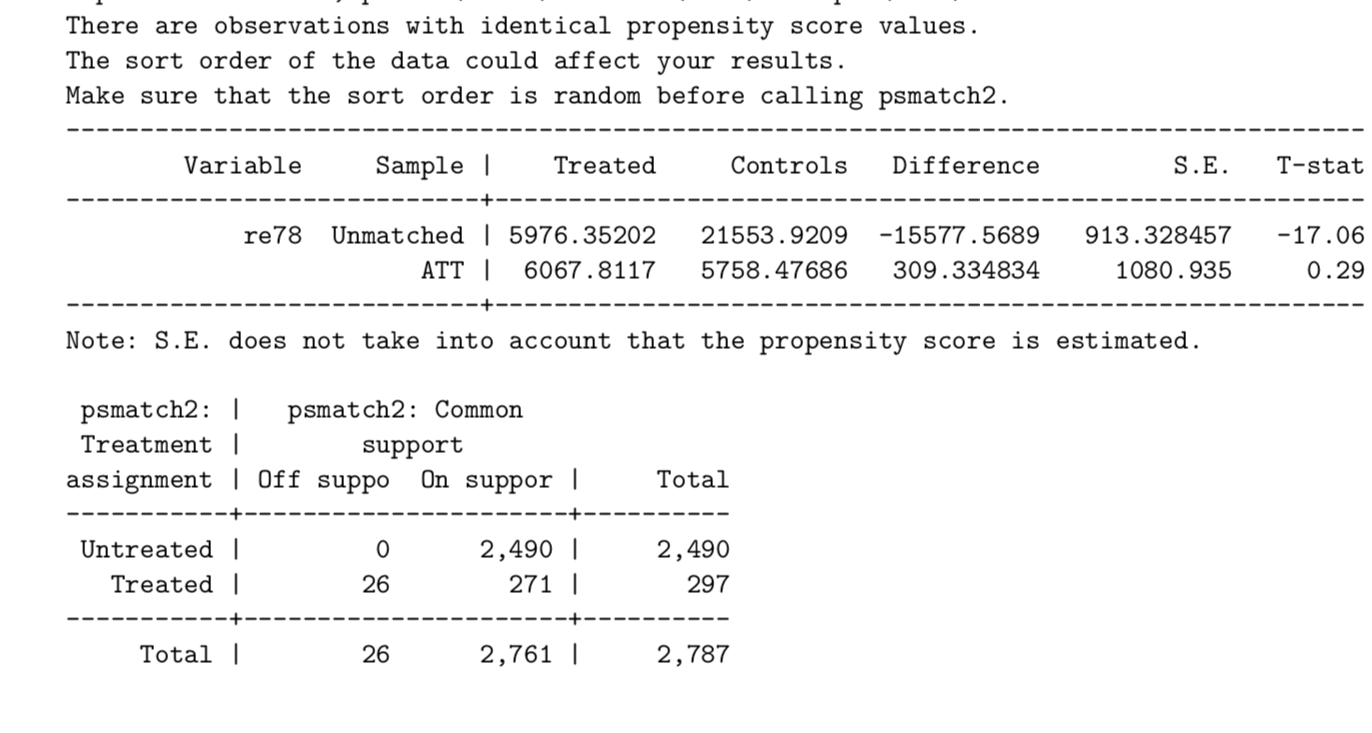 There are observations with identical propensity score values.
The sort order of the data could affect your results.
Make sure that the sort order is random before calling psmatch2.
----------------------------------------------------------------------------------------
        Variable     Sample |    Treated     Controls   Difference         S.E.   T-stat
----------------------------+-----------------------------------------------------------
            re78  Unmatched | 5976.35202   21553.9209  -15577.5689   913.328457   -17.06
                        ATT |  6067.8117   5758.47686   309.334834     1080.935     0.29
----------------------------+-----------------------------------------------------------
Note: S.E. does not take into account that the propensity score is estimated.
 psmatch2: |   psmatch2: Common
 Treatment |        support
assignment | Off suppo  On suppor |     Total
-----------+----------------------+----------
 Untreated |         0      2,490 |     2,490
   Treated |        26        271 |       297
-----------+----------------------+----------
     Total |        26      2,761 |     2,787